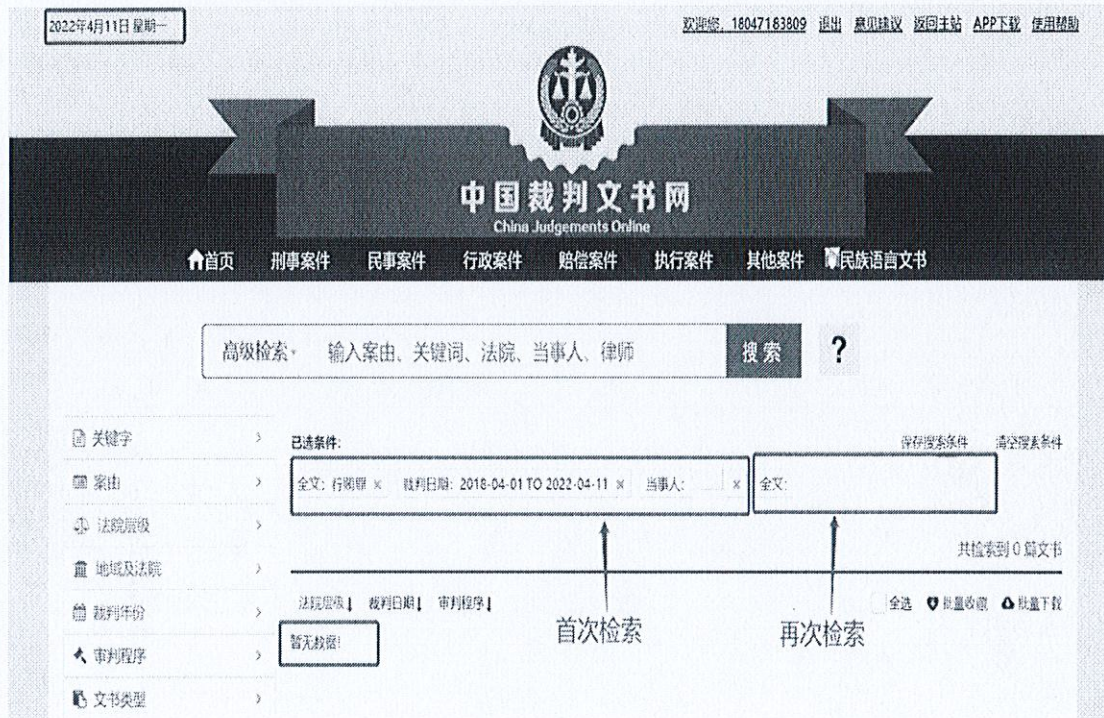 2022年4月11日 星期一
欢迎您, 18047183809 退出 意见建议 返回主站 APP下载 使用帮助
中国裁判文书网
China Judgements Online
首页 刑事案件 民事案件 行政案件 赔偿案件 执行案件 其他案件 民族语言文书
高级检索 输入案由、关键词、法院、当事人、律师 搜索 ?
关键字
已选条件: 保存搜索条件 清空搜索条件
案由
全文: 行贿罪 × 裁判日期: 2018-04-01 TO 2022-04-11 × 当事人: × 全文:
法院层级
共检索到 0 篇文书
地域及法院
裁判年份
法院层级↓ 裁判日期↓ 审判程序↓ 全选 批量收藏 批量下载
首次检索 再次检索
暂无数据!
审判程序
文书类型